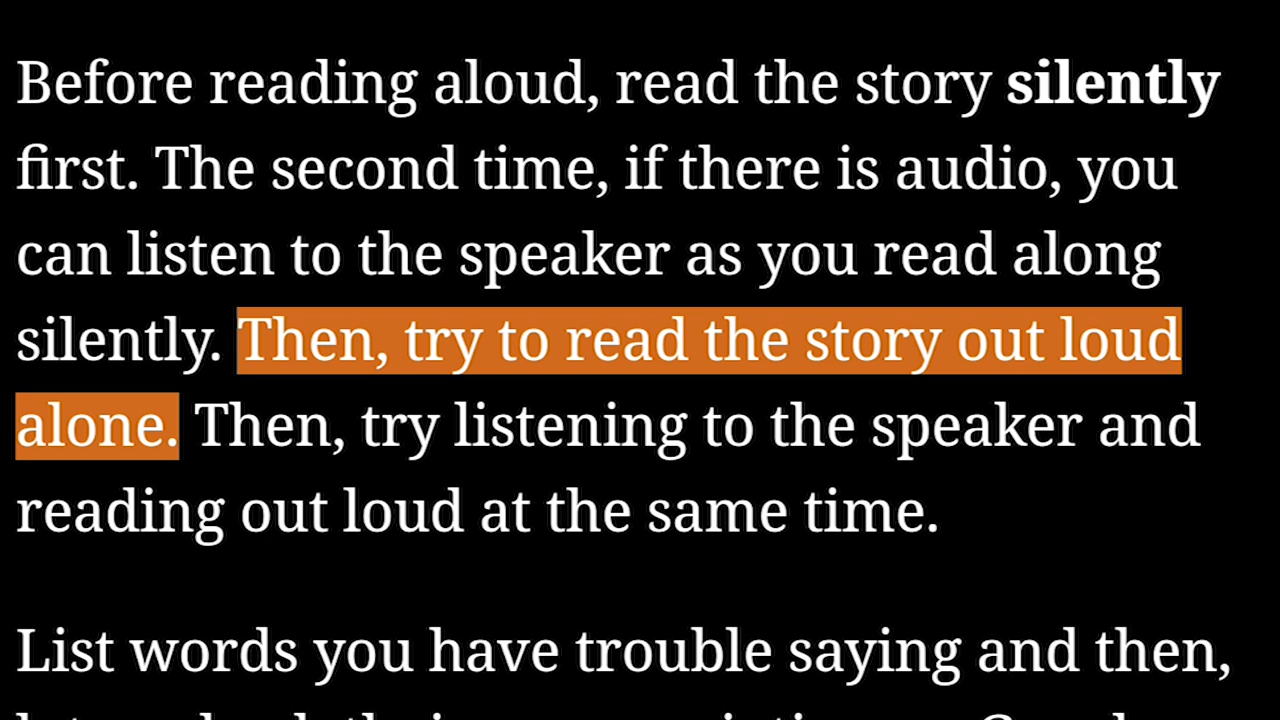 Before reading aloud, read the story silently
first. The second time, if there is audio, you
can listen to the speaker as you read along
silently. Then, try to read the story out loud
alone. Then, try listening to the speaker and
reading out loud at the same time.
List words you have trouble saying and then,